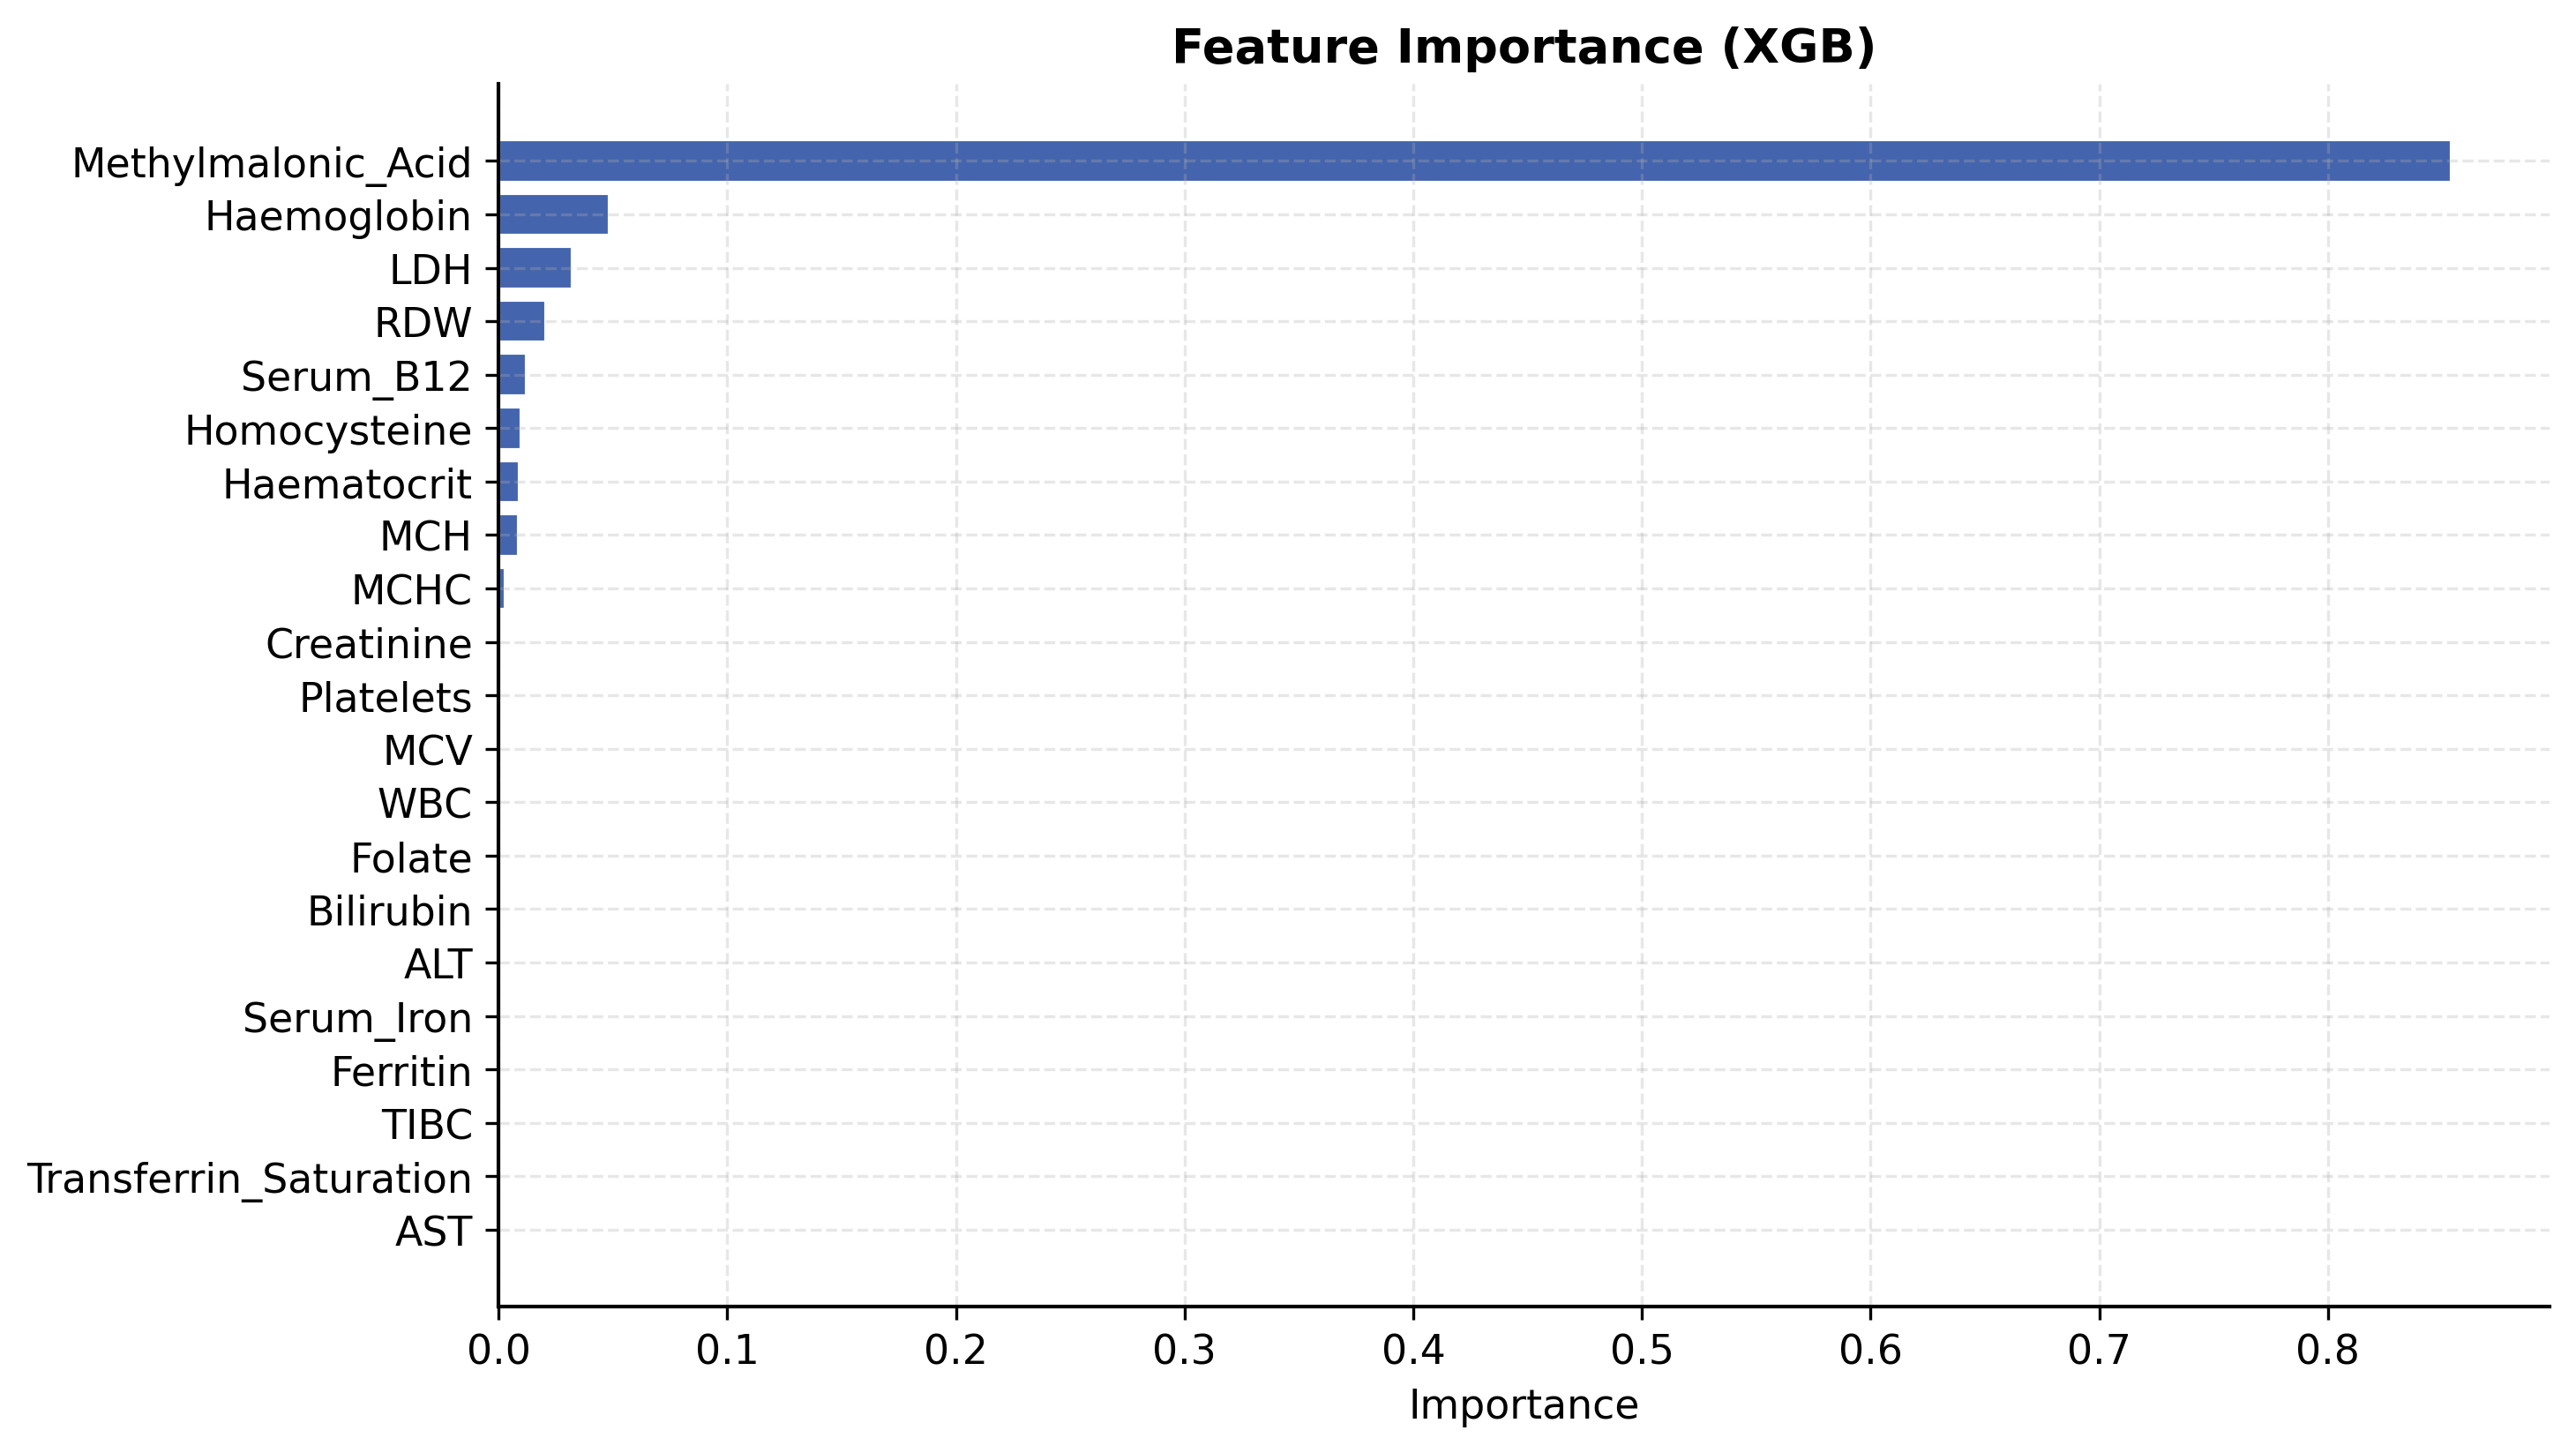 Feature Importance (XGB)
Methylmalonic_Acid
Haemoglobin
LDH
RDW
Serum_B12
Homocysteine
Haematocrit
MCH
MCHC
Creatinine
Platelets
MCV
WBC
Folate
Bilirubin
ALT
Serum_Iron
Ferritin
TIBC
Transferrin_Saturation
AST
0.0 0.1 0.2 0.3 0.4 0.5 0.6 0.7 0.8
Importance